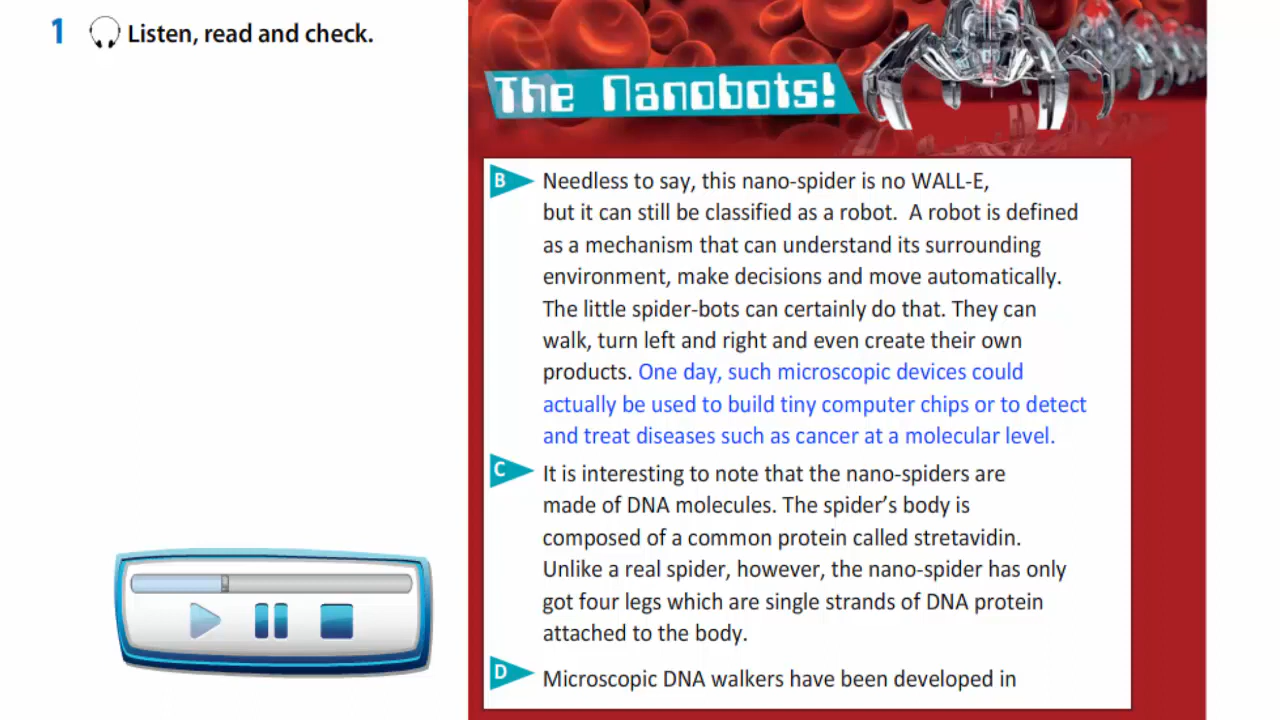 1 Listen, read and check.
The Nanobots!
B Needless to say, this nano-spider is no WALL-E,
but it can still be classified as a robot. A robot is defined
as a mechanism that can understand its surrounding
environment, make decisions and move automatically.
The little spider-bots can certainly do that. They can
walk, turn left and right and even create their own
products. One day, such microscopic devices could
actually be used to build tiny computer chips or to detect
and treat diseases such as cancer at a molecular level.
C It is interesting to note that the nano-spiders are
made of DNA molecules. The spider's body is
composed of a common protein called stretavidin.
Unlike a real spider, however, the nano-spider has only
got four legs which are single strands of DNA protein
attached to the body.
D Microscopic DNA walkers have been developed in